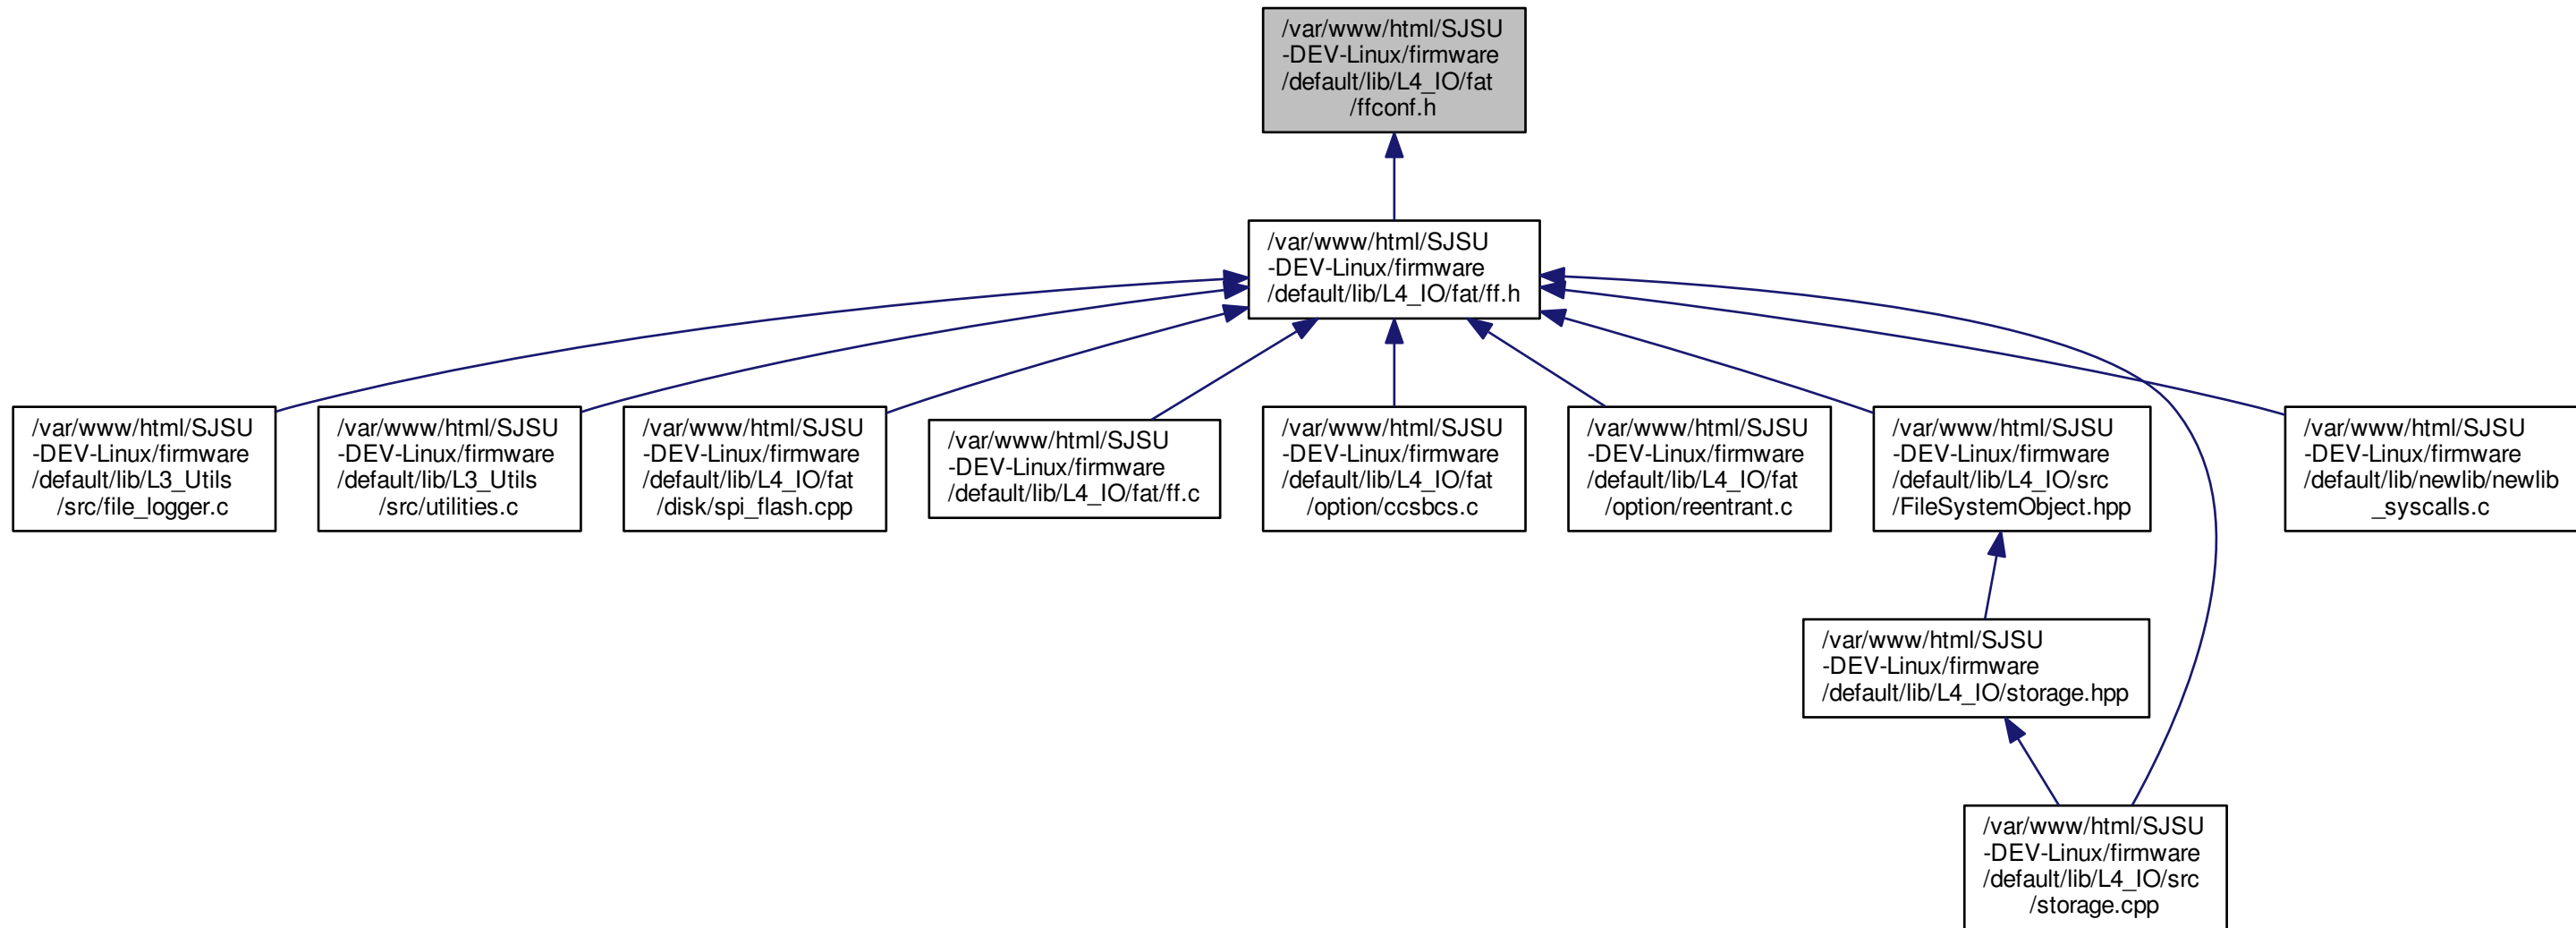 /var/www/html/SJSU
-DEV-Linux/firmware
/default/lib/L4_IO/fat
/ffconf.h
/var/www/html/SJSU
-DEV-Linux/firmware
/default/lib/L4_IO/fat/ff.h
/var/www/html/SJSU
-DEV-Linux/firmware
/default/lib/L3_Utils
/src/file_logger.c
/var/www/html/SJSU
-DEV-Linux/firmware
/default/lib/L3_Utils
/src/utilities.c
/var/www/html/SJSU
-DEV-Linux/firmware
/default/lib/L4_IO/fat
/disk/spi_flash.cpp
/var/www/html/SJSU
-DEV-Linux/firmware
/default/lib/L4_IO/fat/ff.c
/var/www/html/SJSU
-DEV-Linux/firmware
/default/lib/L4_IO/fat
/option/ccsbcs.c
/var/www/html/SJSU
-DEV-Linux/firmware
/default/lib/L4_IO/fat
/option/reentrant.c
/var/www/html/SJSU
-DEV-Linux/firmware
/default/lib/L4_IO/src
/FileSystemObject.hpp
/var/www/html/SJSU
-DEV-Linux/firmware
/default/lib/newlib/newlib
_syscalls.c
/var/www/html/SJSU
-DEV-Linux/firmware
/default/lib/L4_IO/storage.hpp
/var/www/html/SJSU
-DEV-Linux/firmware
/default/lib/L4_IO/src
/storage.cpp